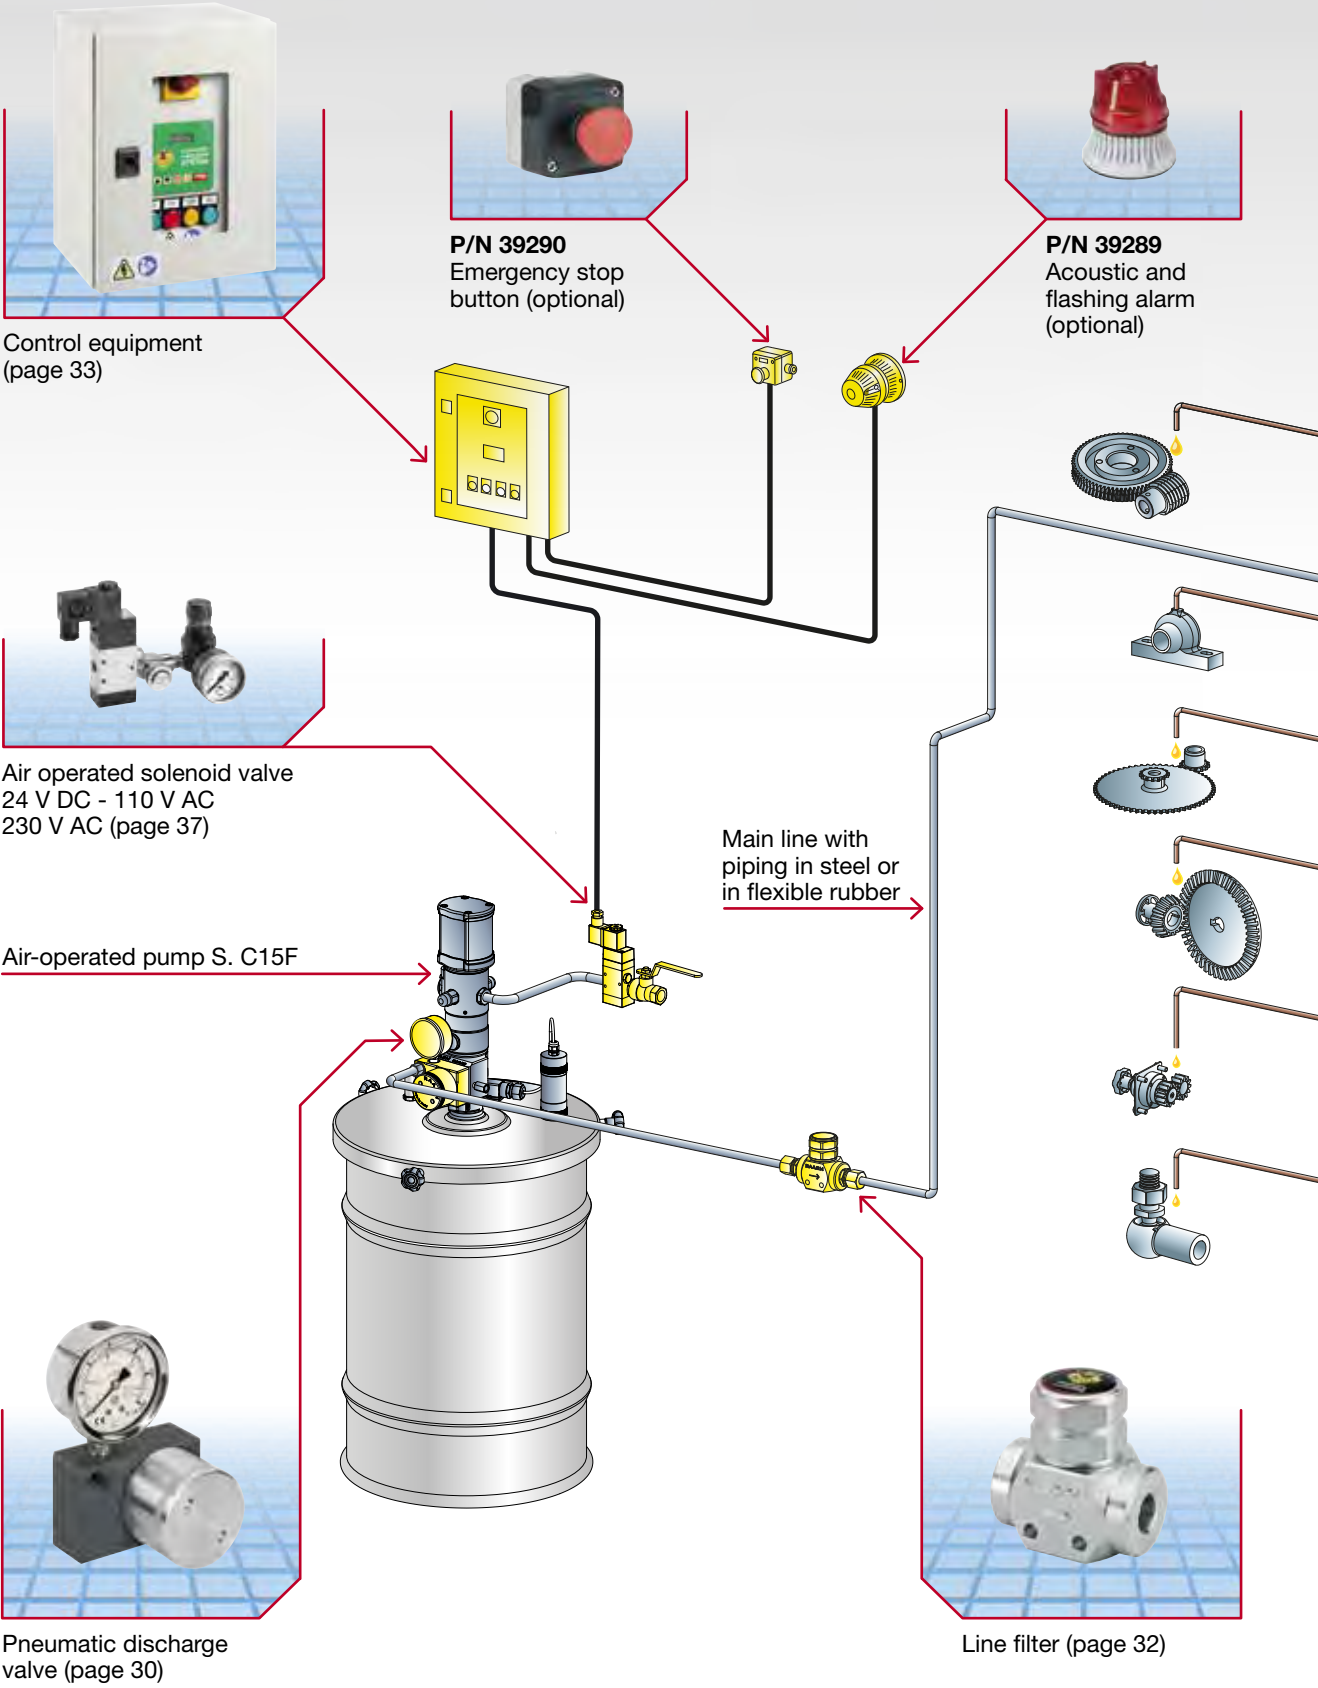 P/N 39290
Emergency stop
button (optional)
P/N 39289
Acoustic and
flashing alarm
(optional)
Control equipment
(page 33)
Air operated solenoid valve
24 V DC - 110 V AC
230 V AC (page 37)
Main line with
piping in steel or
in flexible rubber
Air-operated pump S. C15F
Pneumatic discharge
valve (page 30)
Line filter (page 32)